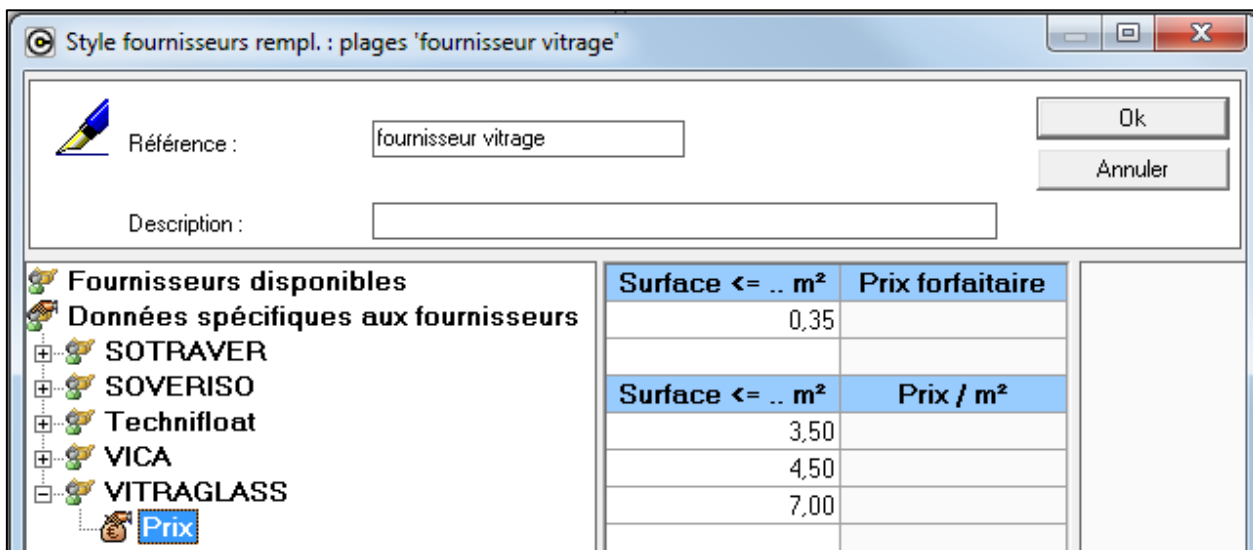 Style fournisseurs rempl. : plages 'fournisseur vitrage'
Référence :
fournisseur vitrage
Ok
Annuler
Description :
Fournisseurs disponibles
Données spécifiques aux fournisseurs
SOTRAVER
SOVERISO
Technifloat
VICA
VITRAGLASS
Prix
Surface <= .. m² Prix forfaitaire
0,35
Surface <= .. m² Prix / m²
3,50
4,50
7,00